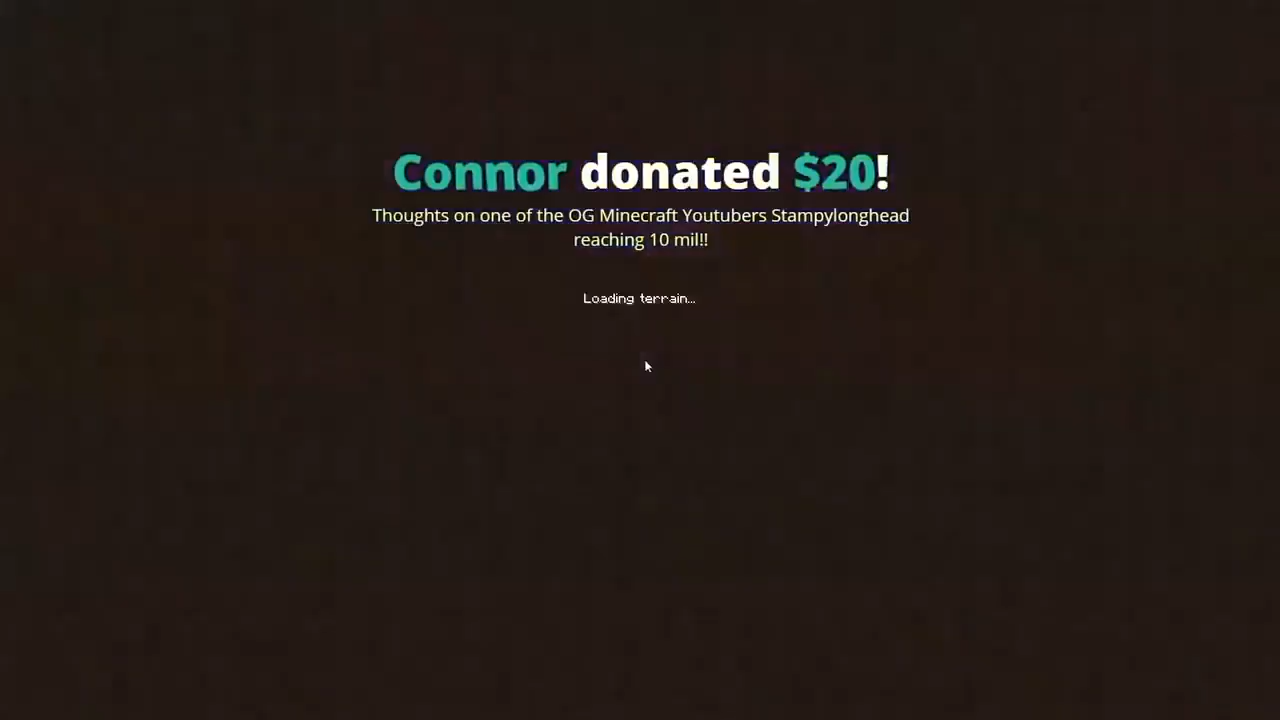 Connor donated $20!
Thoughts on one of the OG Minecraft Youtubers Stampylonghead
reaching 10 mil!!
Loading terrain...